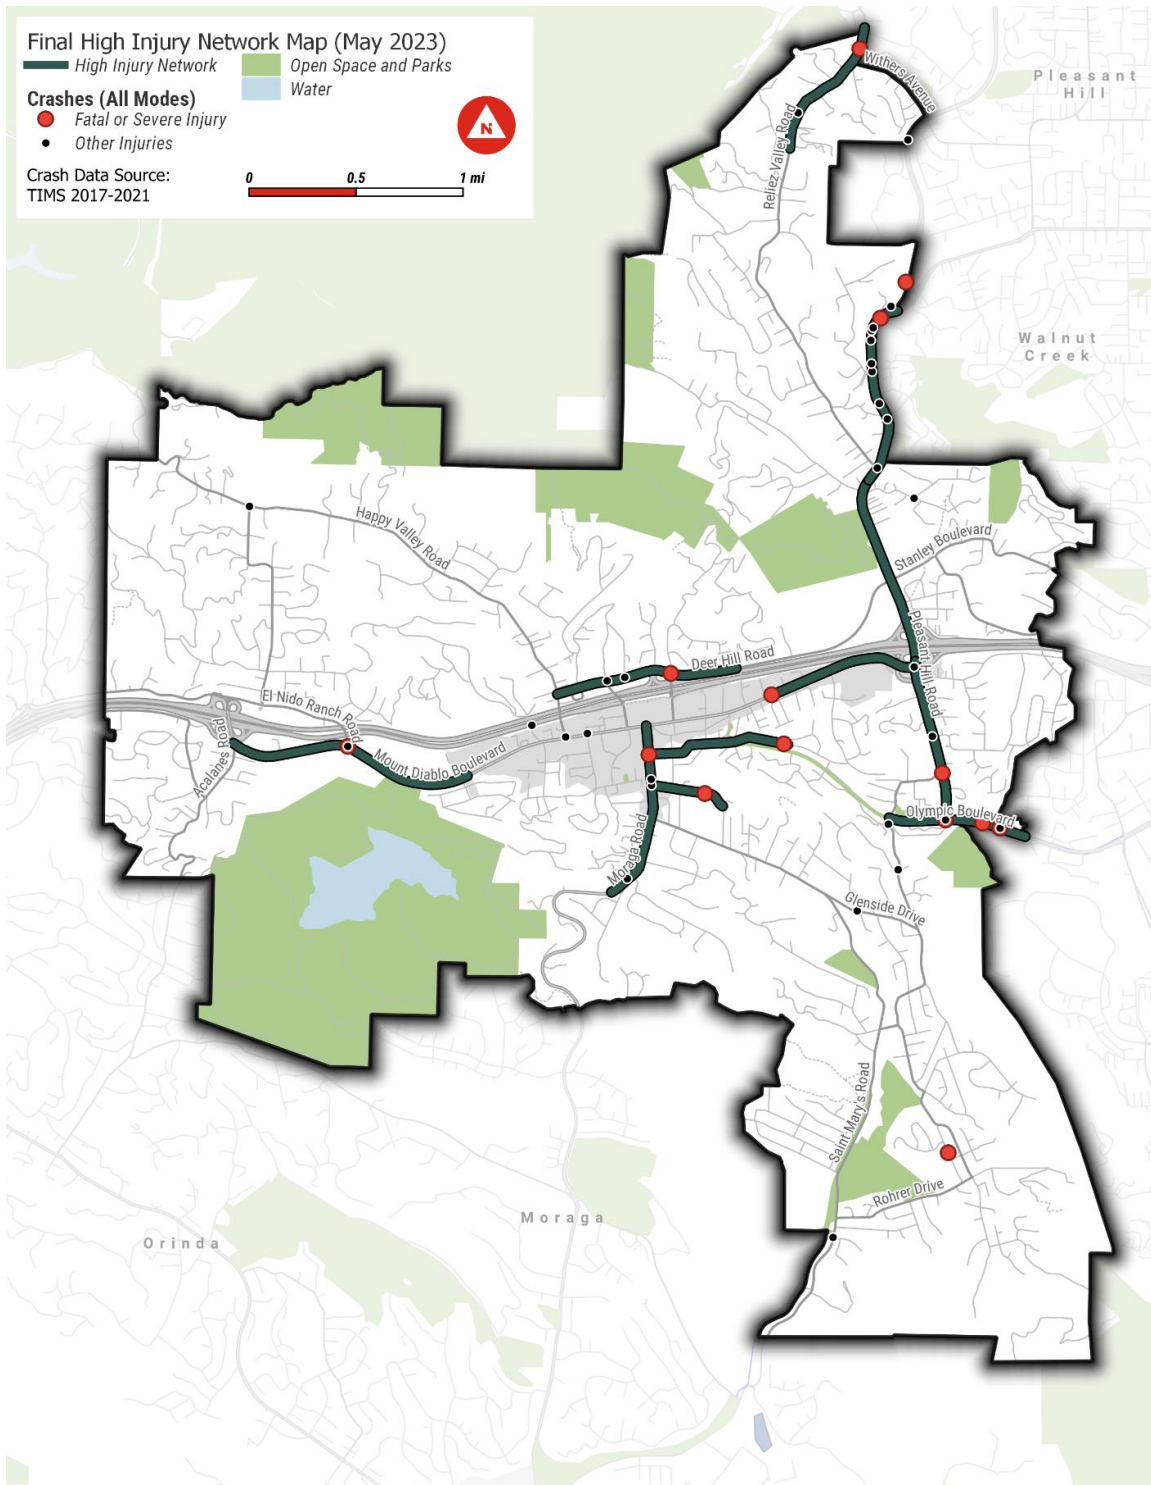 Final High Injury Network Map (May 2023)
High Injury Network
Open Space and Parks
Water
Crashes (All Modes)
Fatal or Severe Injury
Other Injuries
N
Crash Data Source:
TIMS 2017-2021
0 0.5 1 mi
Withers Avenue
Pleasant
Hill
Reliez Valley Road
Walnut
Creek
Happy Valley Road
Stanley Boulevard
Pleasant Hill Road
Deer Hill Road
El Nido Ranch Road
Acalanes Road
Mount Diablo Boulevard
Olympic Boulevard
Moraga Road
Glenside Drive
Saint Mary's Road
Rohrer Drive
Moraga
Orinda